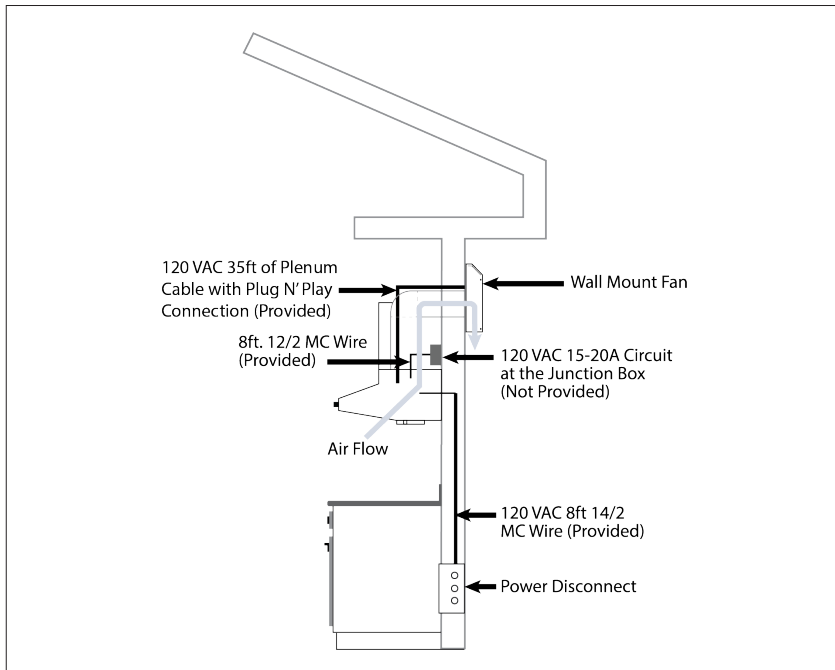 120 VAC 35ft of Plenum
Cable with Plug N' Play
Connection (Provided)
Wall Mount Fan
8ft. 12/2 MC Wire
(Provided)
120 VAC 15-20A Circuit
at the Junction Box
(Not Provided)
Air Flow
120 VAC 8ft 14/2
MC Wire (Provided)
Power Disconnect